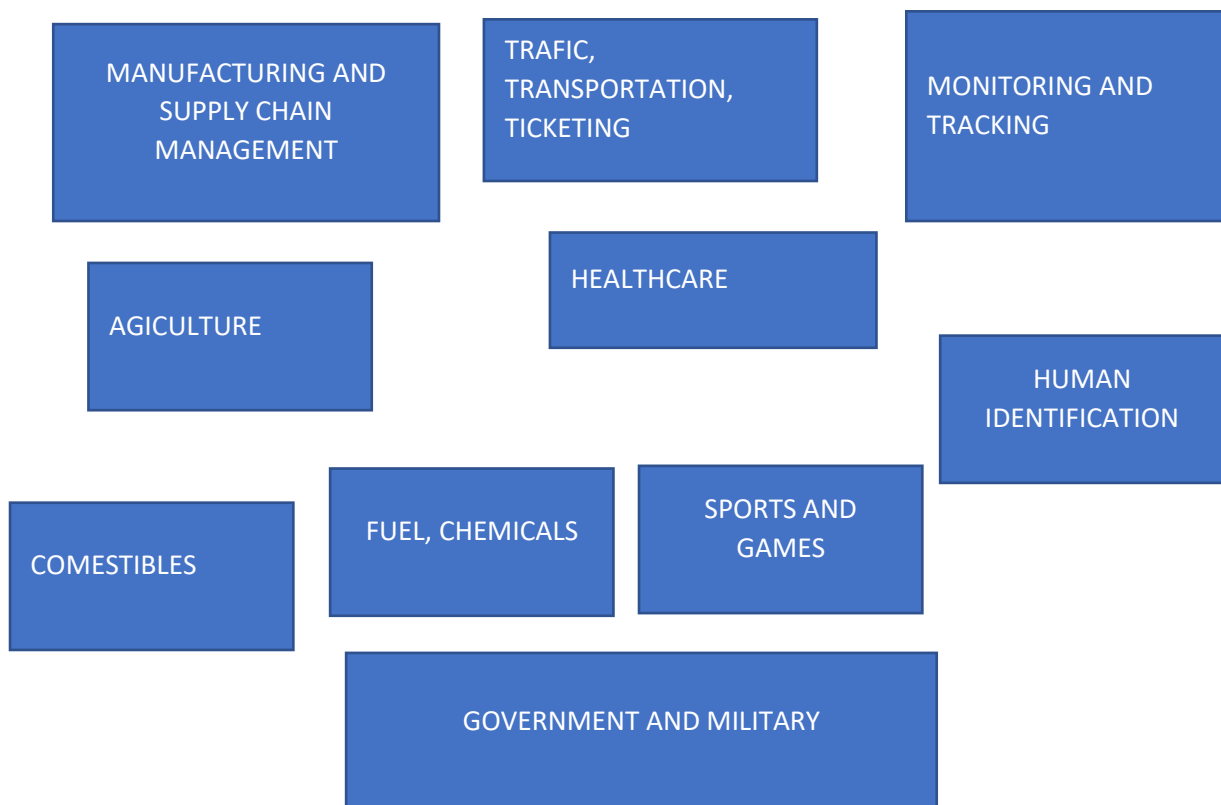 MANUFACTURING AND
SUPPLY CHAIN
MANAGEMENT
TRAFIC,
TRANSPORTATION,
TICKETING
MONITORING AND
TRACKING
AGICULTURE
HEALTHCARE
HUMAN
IDENTIFICATION
COMESTIBLES
FUEL, CHEMICALS
SPORTS AND
GAMES
GOVERNMENT AND MILITARY